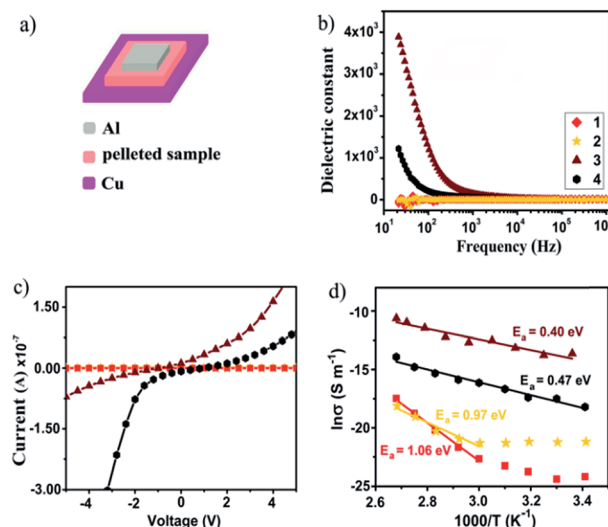 a)
Al
pelleted sample
Cu
b)
Dielectric constant
4x10³
3x10³
2x10³
1x10³
0
1
2
3
4
10² 10³ 10⁴ 10⁵ 10⁶
Frequency (Hz)
c)
Current (A) x10⁻⁷
1.50
0.00
-1.50
-3.00
-4 -2 0 2 4
Voltage (V)
d)
lnσ (S m⁻¹)
-10
-15
-20
-25
Eₐ = 0.40 eV
Eₐ = 0.47 eV
Eₐ = 0.97 eV
Eₐ = 1.06 eV
2.6 2.8 3.0 3.2 3.4
1000/T (K⁻¹)